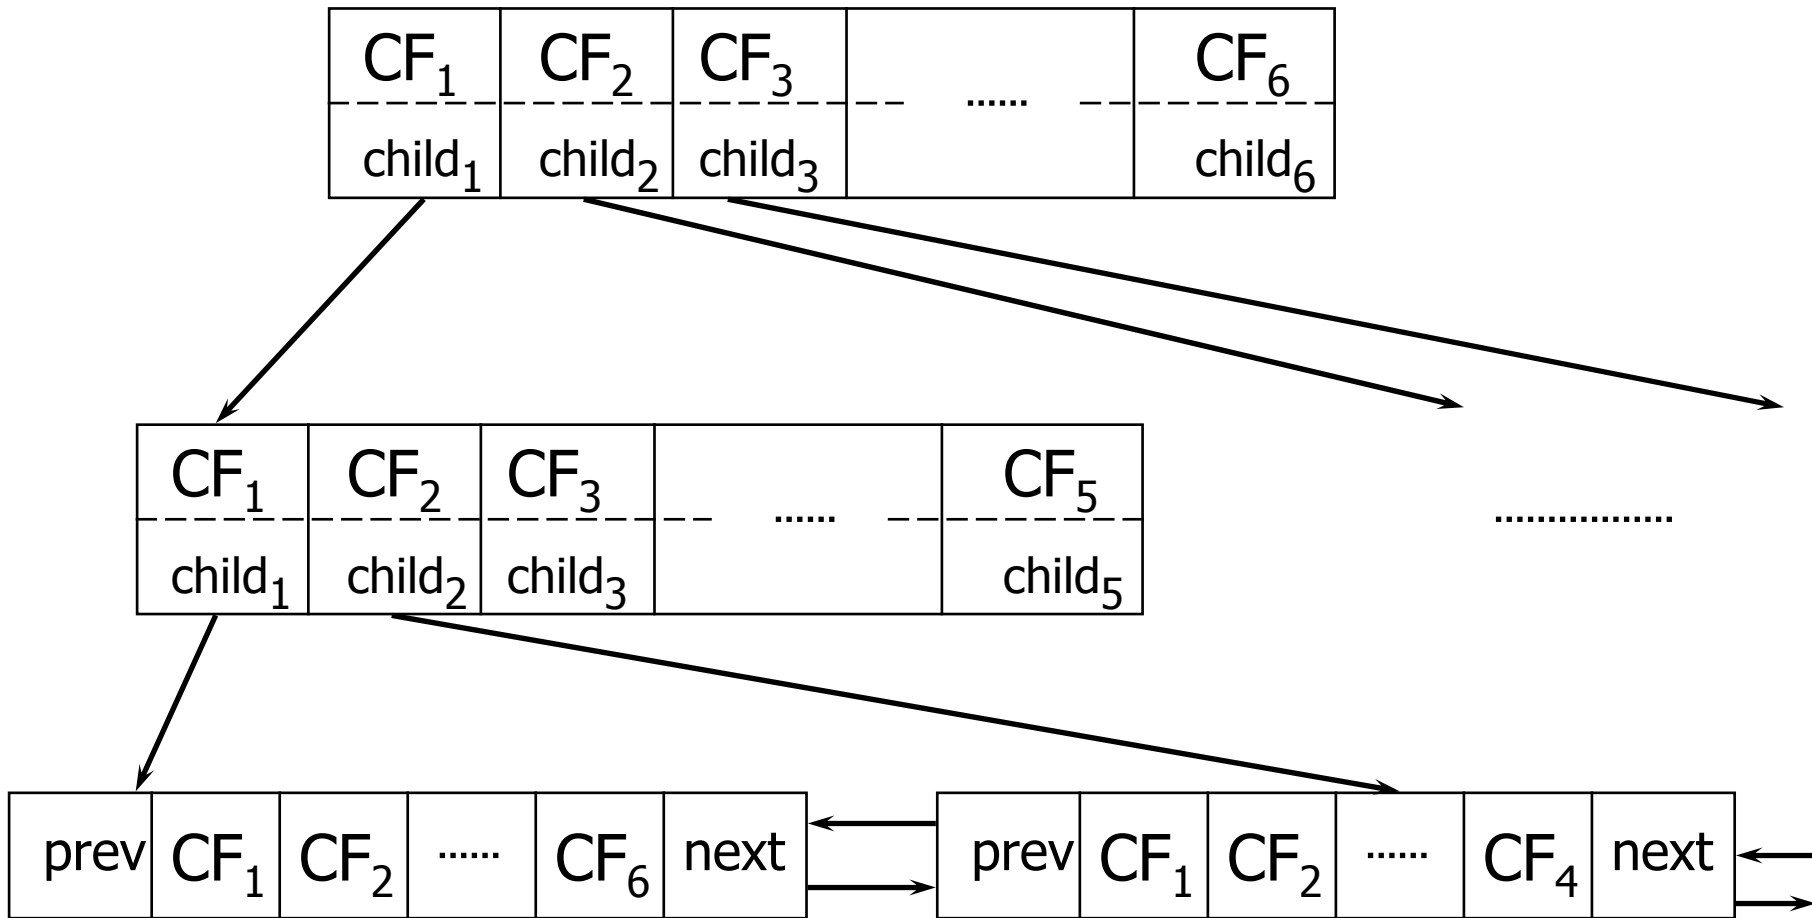 CF₁ CF₂ CF₃ ...... CF₆
child₁ child₂ child₃ child₆
CF₁ CF₂ CF₃ ...... CF₅ .................
child₁ child₂ child₃ child₅
prev CF₁ CF₂ ...... CF₆ next prev CF₁ CF₂ ...... CF₄ next